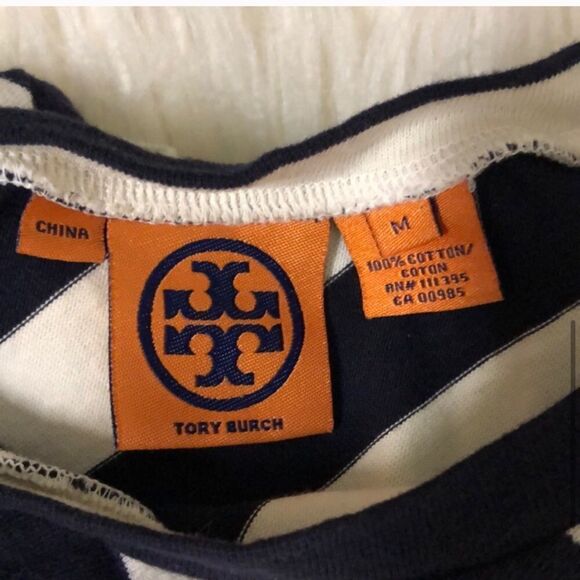 CHINA
TORY BURCH
M
100% COTTON/
COTON
RN# 111395
CA 00985